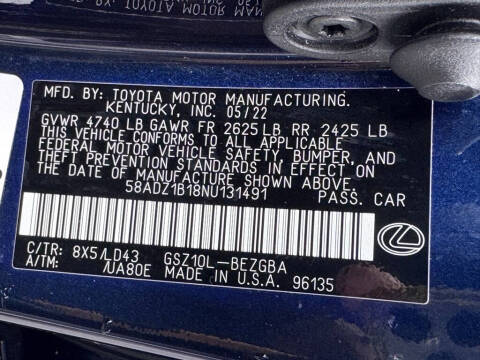 MFD. BY: TOYOTA MOTOR MANUFACTURING.
KENTUCKY, INC. 05/22
GVWR 4740 LB GAWR FR 2625 LB RR 2425 LB
THIS VEHICLE CONFORMS TO ALL APPLICABLE
FEDERAL MOTOR VEHICLE SAFETY, BUMPER, AND
THEFT PREVENTION STANDARDS IN EFFECT ON
THE DATE OF MANUFACTURE SHOWN ABOVE.
58ADZ1B18NU131491 PASS. CAR
C/TR: 8X5/LD43 GSZ10L-BEZGBA
A/TM: /UA80E MADE IN U.S.A. 96135